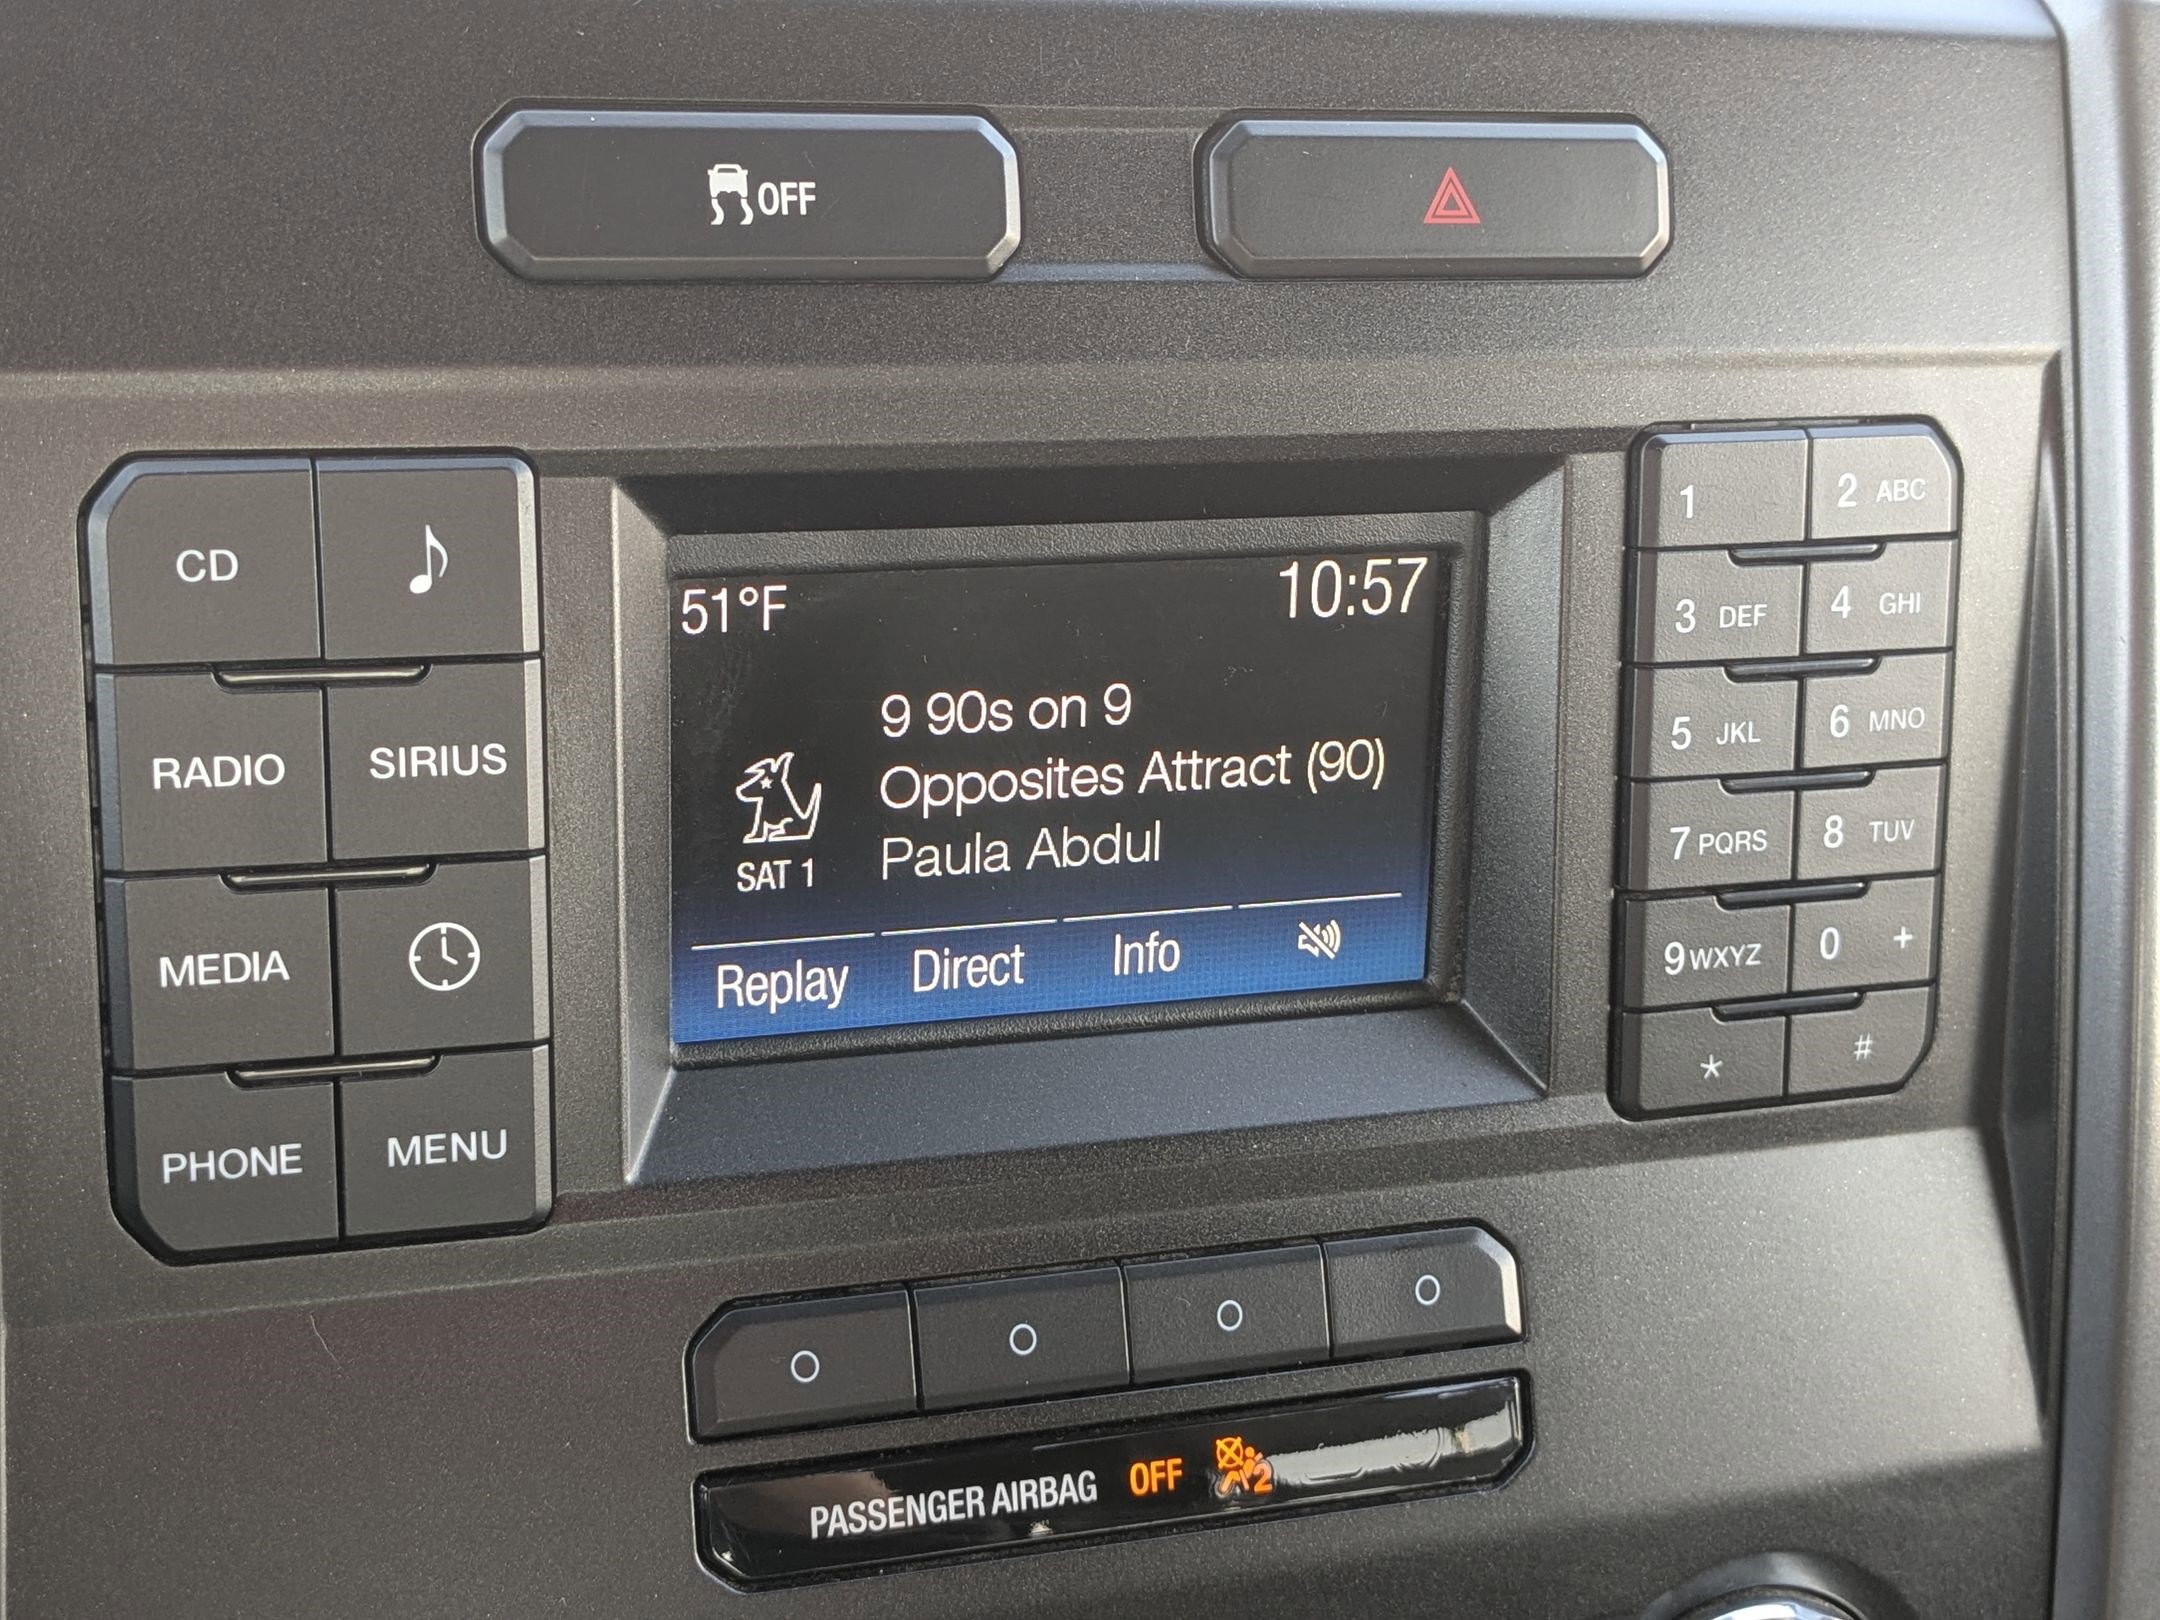 OFF
CD
RADIO SIRIUS
MEDIA
PHONE MENU
51°F 10:57
9 90s on 9
Opposites Attract (90)
Paula Abdul
SAT 1
Replay Direct Info
1 2 ABC
3 DEF 4 GHI
5 JKL 6 MNO
7 PQRS 8 TUV
9 WXYZ 0 +
* #
PASSENGER AIRBAG OFF 2